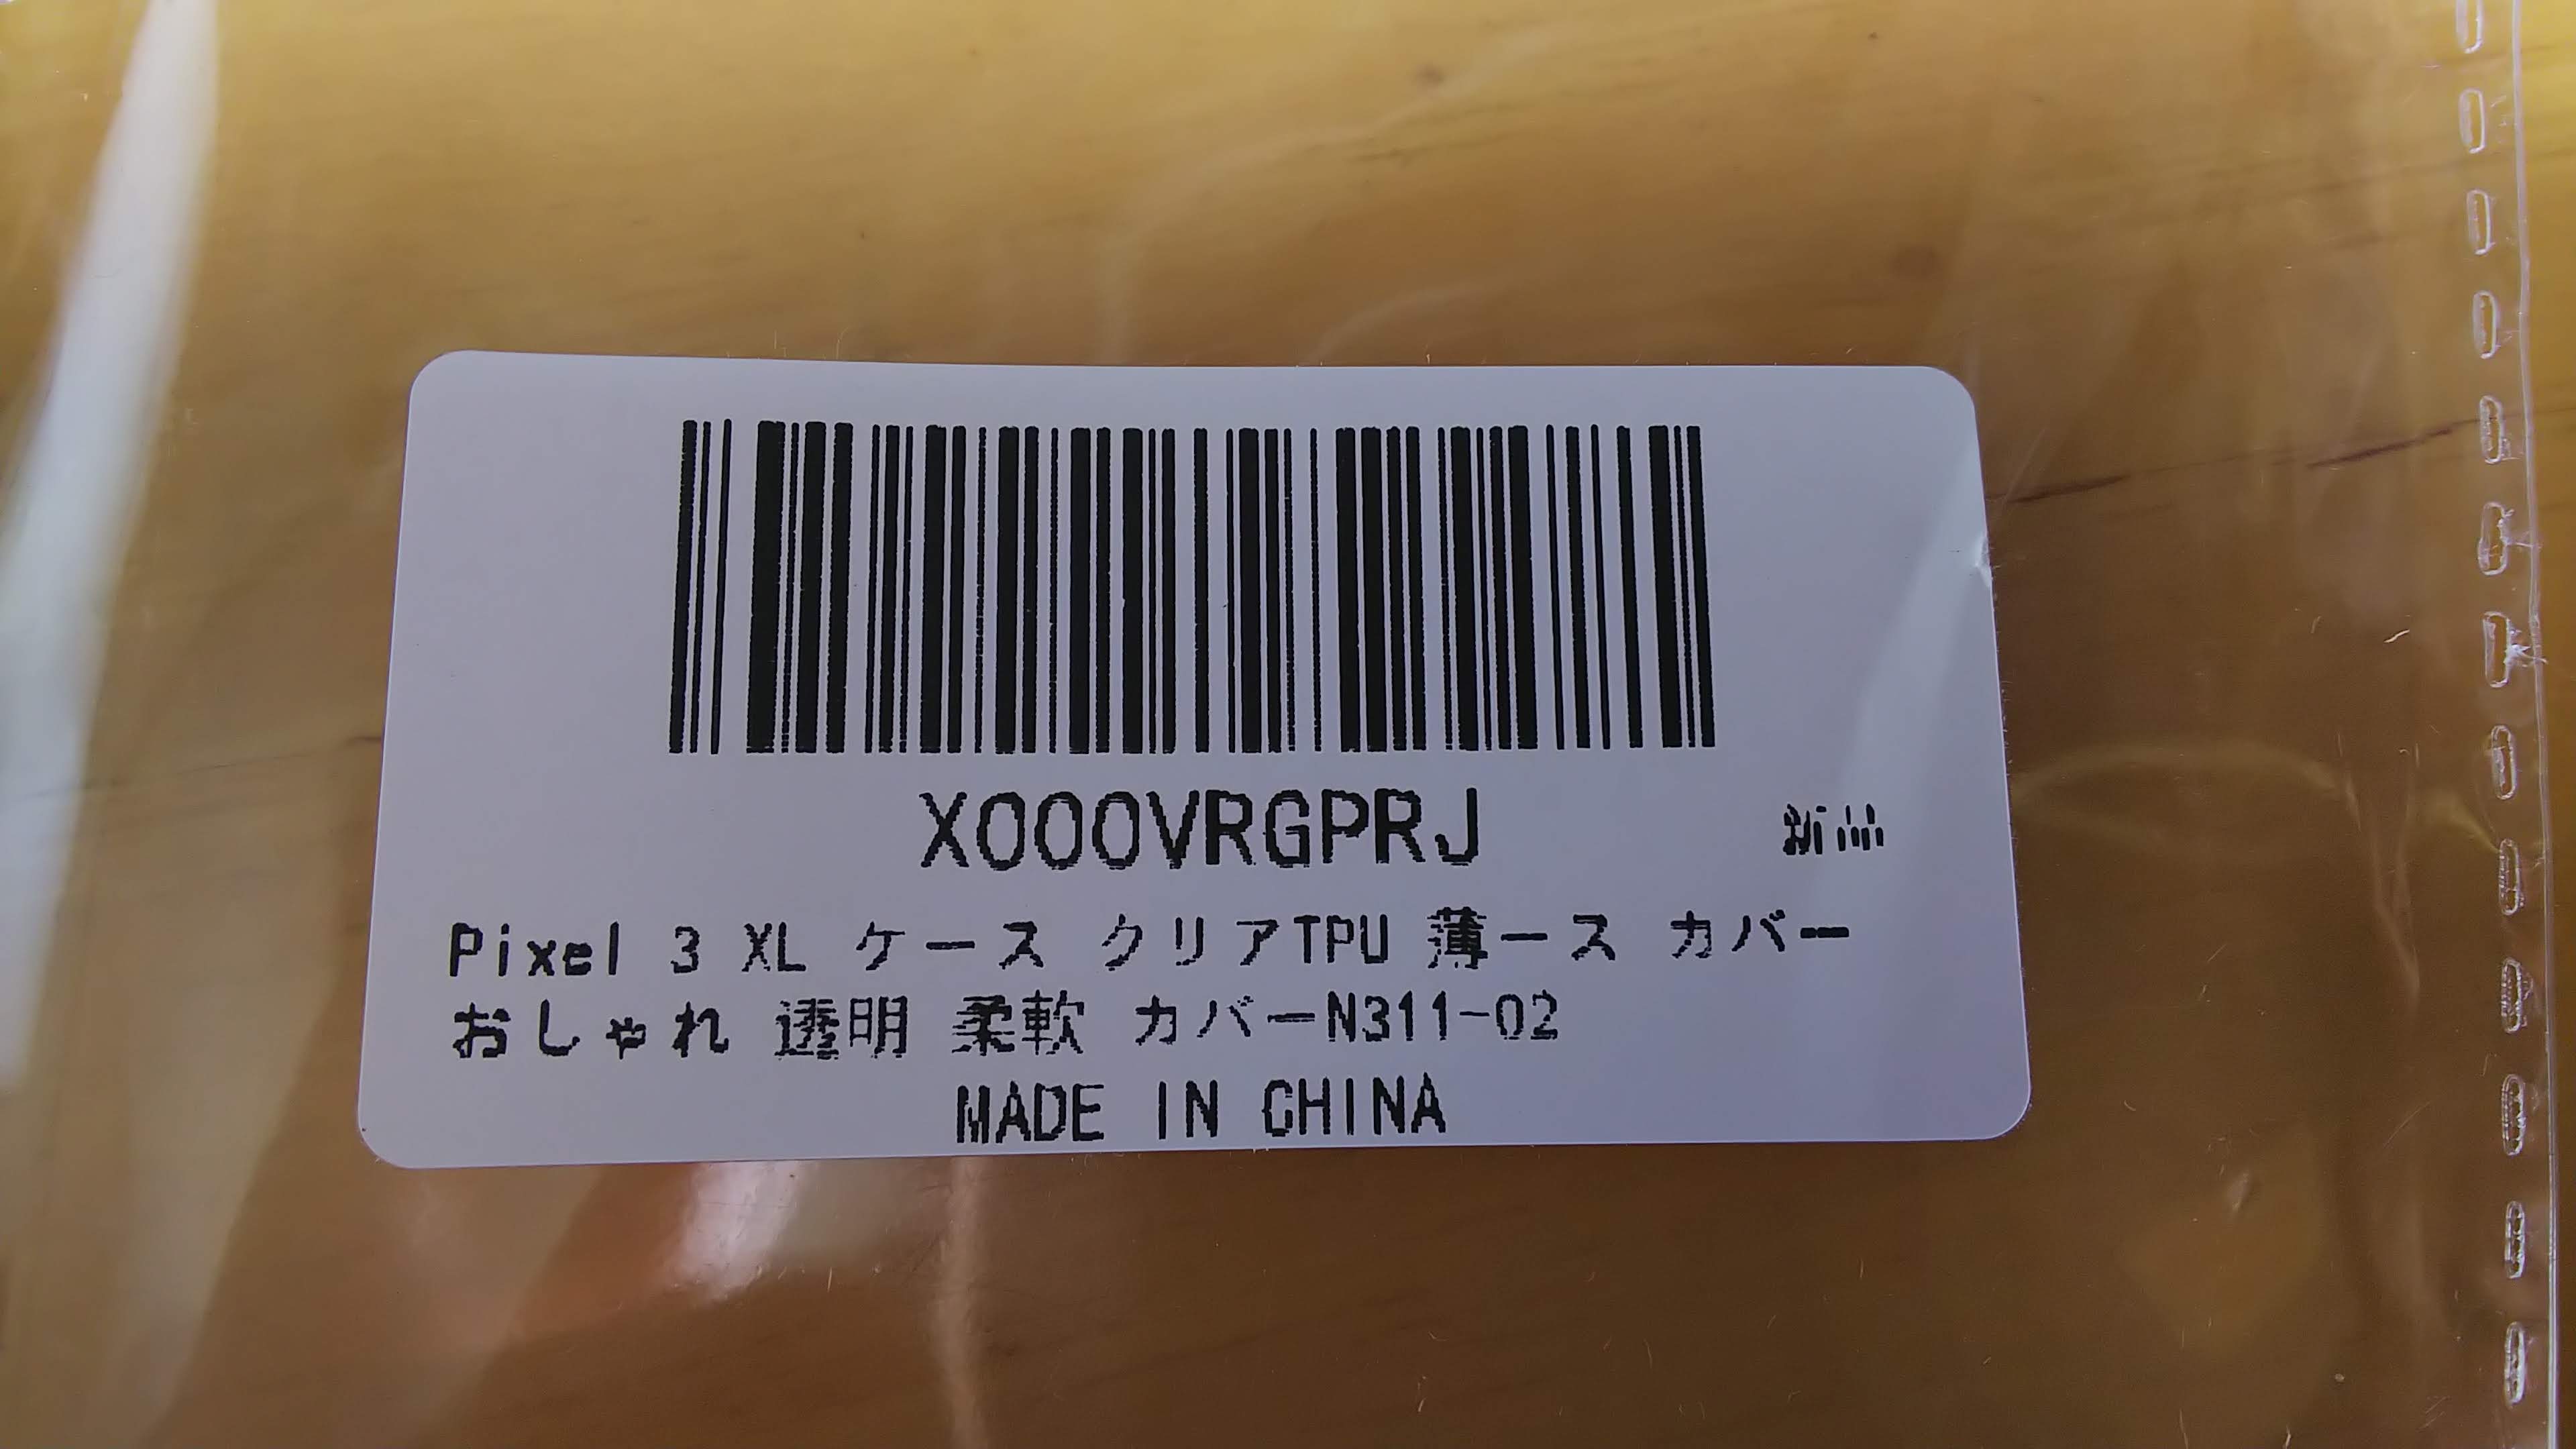 X000VRGPRJ 新品
Pixel 3 XL ケース クリアTPU 薄ース カバー
おしゃれ 透明 柔軟 カバーN311-02
MADE IN CHINA